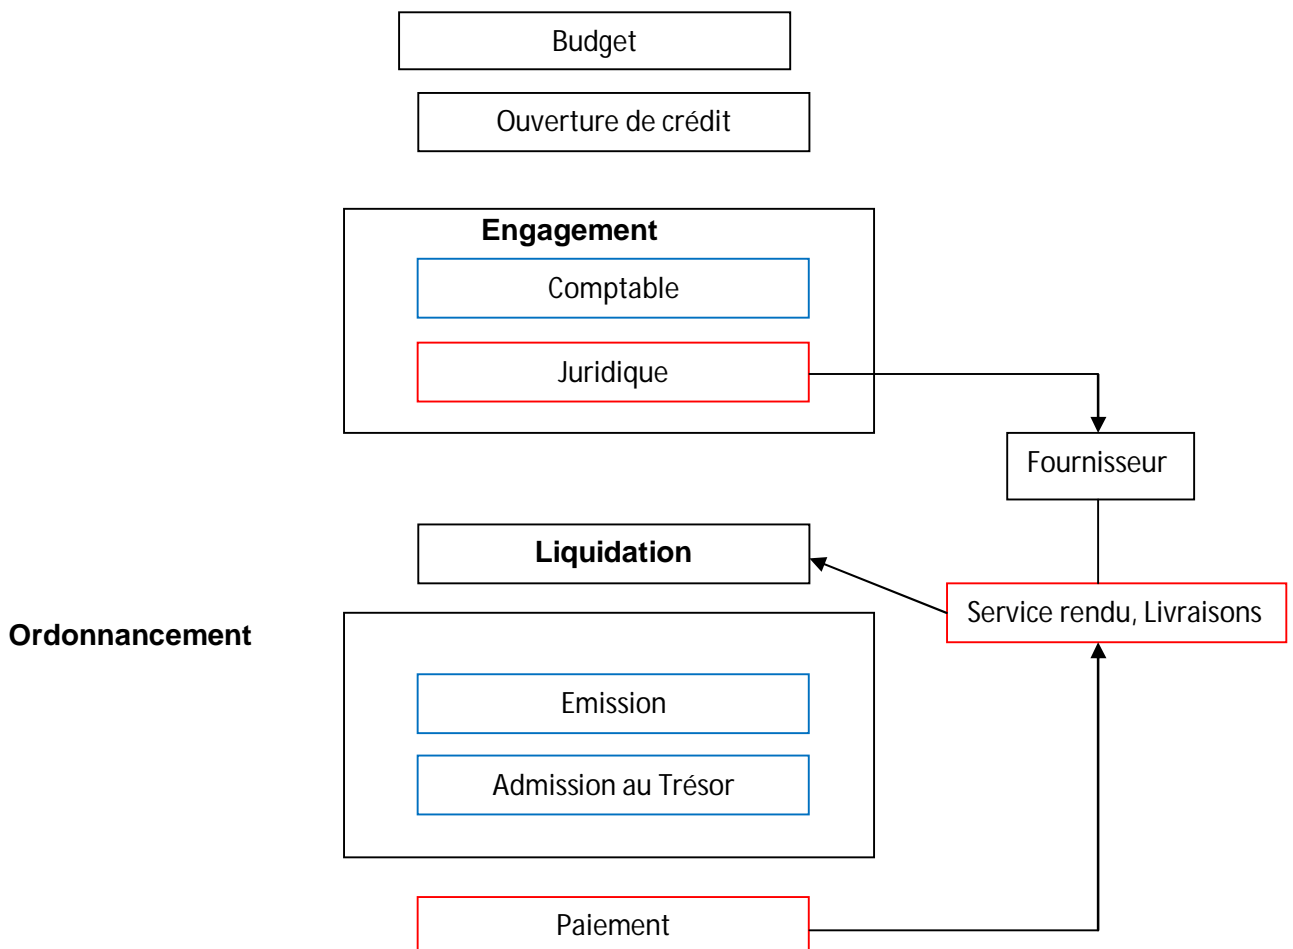 Budget
Ouverture de crédit
Engagement
Comptable
Juridique
Fournisseur
Liquidation
Service rendu, Livraisons
Ordonnancement
Emission
Admission au Trésor
Paiement